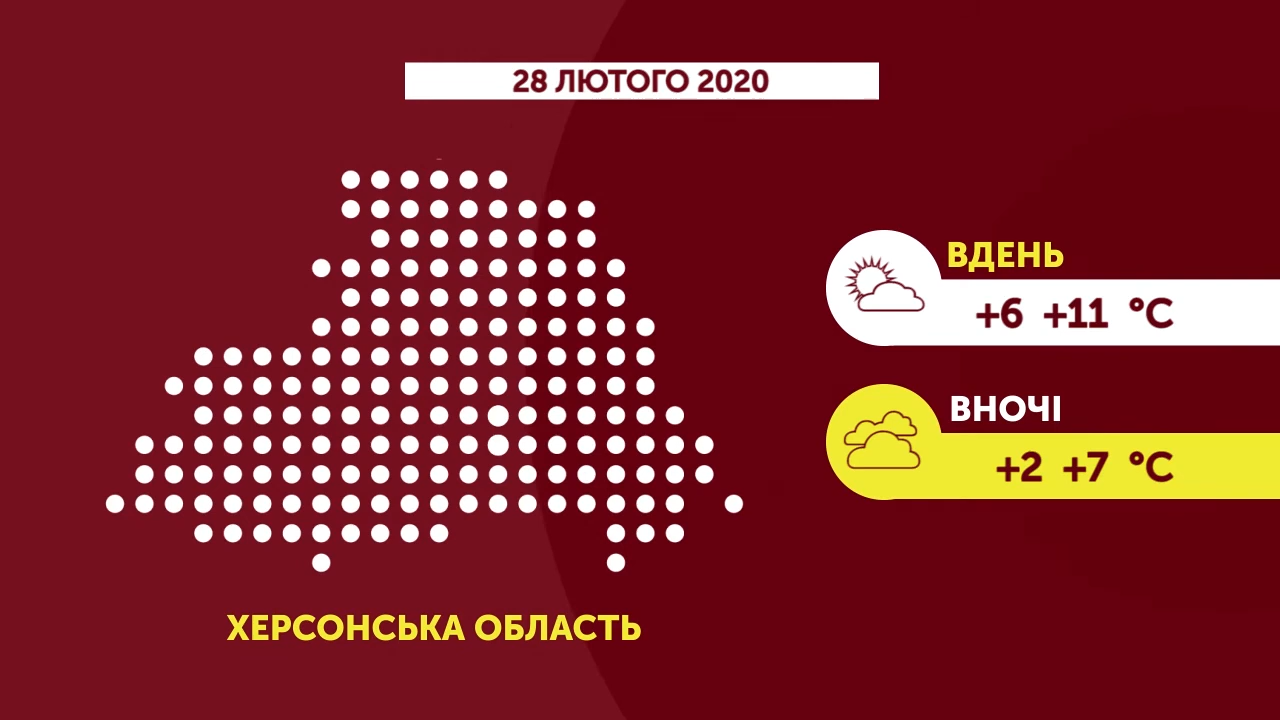 28 ЛЮТОГО 2020
ВДЕНЬ
+6 +11 °C
ВНОЧІ
+2 +7 °C
ХЕРСОНСЬКА ОБЛАСТЬ